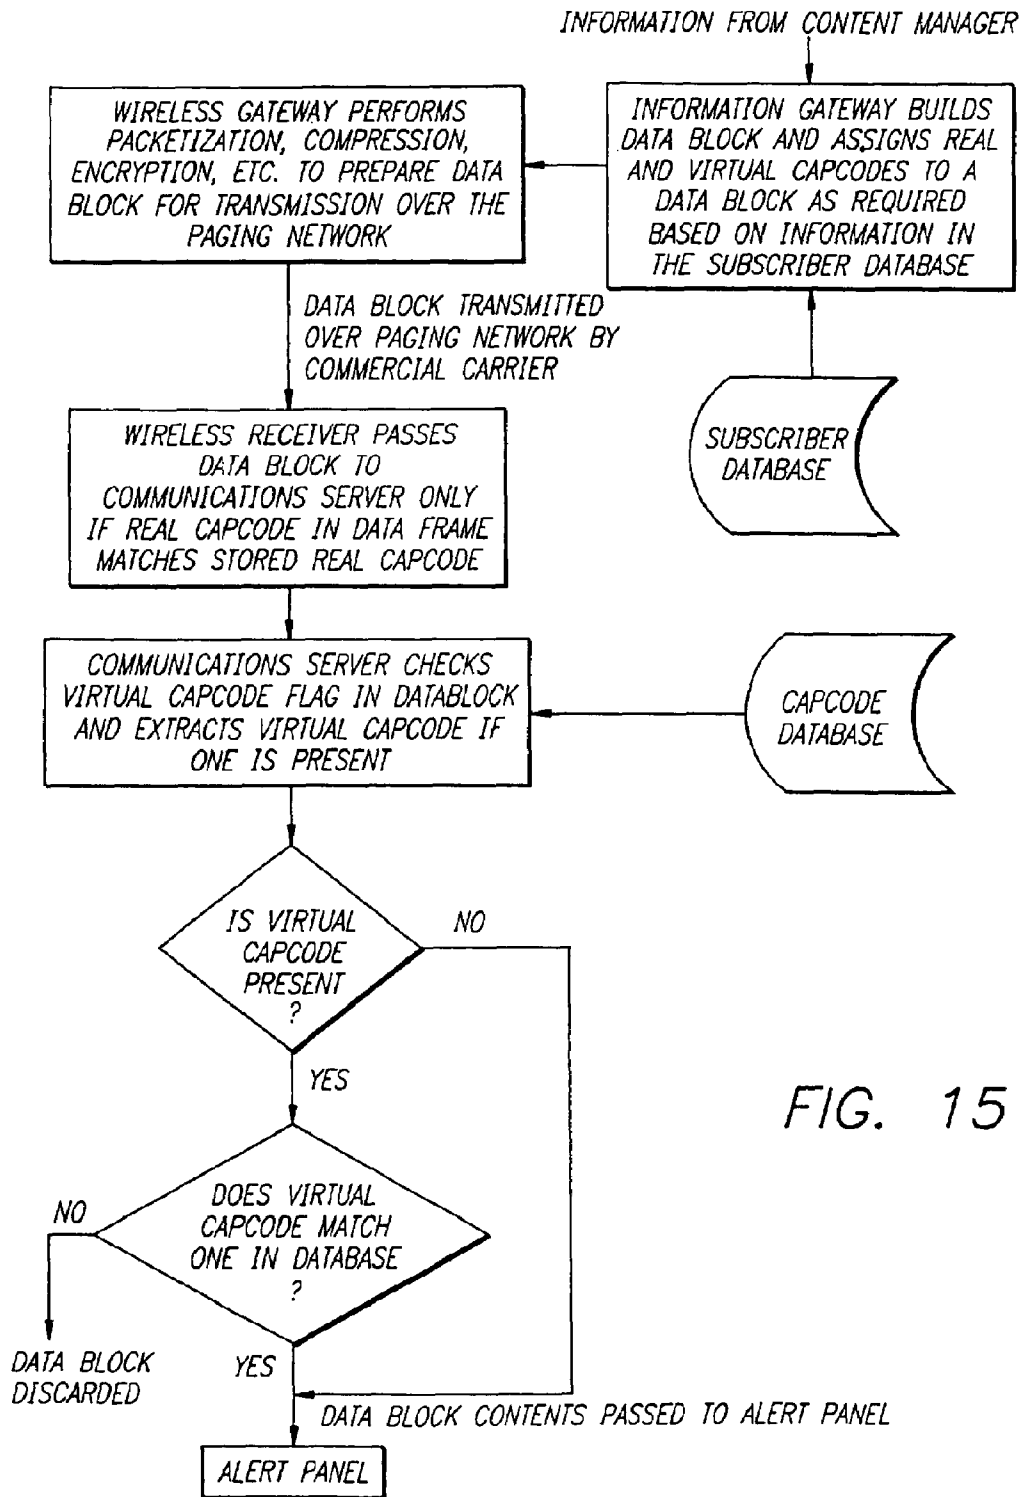 INFORMATION FROM CONTENT MANAGER
WIRELESS GATEWAY PERFORMS
PACKETIZATION, COMPRESSION,
ENCRYPTION, ETC. TO PREPARE DATA
BLOCK FOR TRANSMISSION OVER THE
PAGING NETWORK
INFORMATION GATEWAY BUILDS
DATA BLOCK AND ASSIGNS REAL
AND VIRTUAL CAPCODES TO A
DATA BLOCK AS REQUIRED
BASED ON INFORMATION IN
THE SUBSCRIBER DATABASE
DATA BLOCK TRANSMITTED
OVER PAGING NETWORK BY
COMMERCIAL CARRIER
SUBSCRIBER
DATABASE
WIRELESS RECEIVER PASSES
DATA BLOCK TO
COMMUNICATIONS SERVER ONLY
IF REAL CAPCODE IN DATA FRAME
MATCHES STORED REAL CAPCODE
COMMUNICATIONS SERVER CHECKS
VIRTUAL CAPCODE FLAG IN DATABLOCK
AND EXTRACTS VIRTUAL CAPCODE IF
ONE IS PRESENT
CAPCODE
DATABASE
IS VIRTUAL
CAPCODE
PRESENT
?
NO
YES
FIG. 15
DOES VIRTUAL
CAPCODE MATCH
ONE IN DATABASE
?
NO
DATA BLOCK
DISCARDED
YES
DATA BLOCK CONTENTS PASSED TO ALERT PANEL
ALERT PANEL